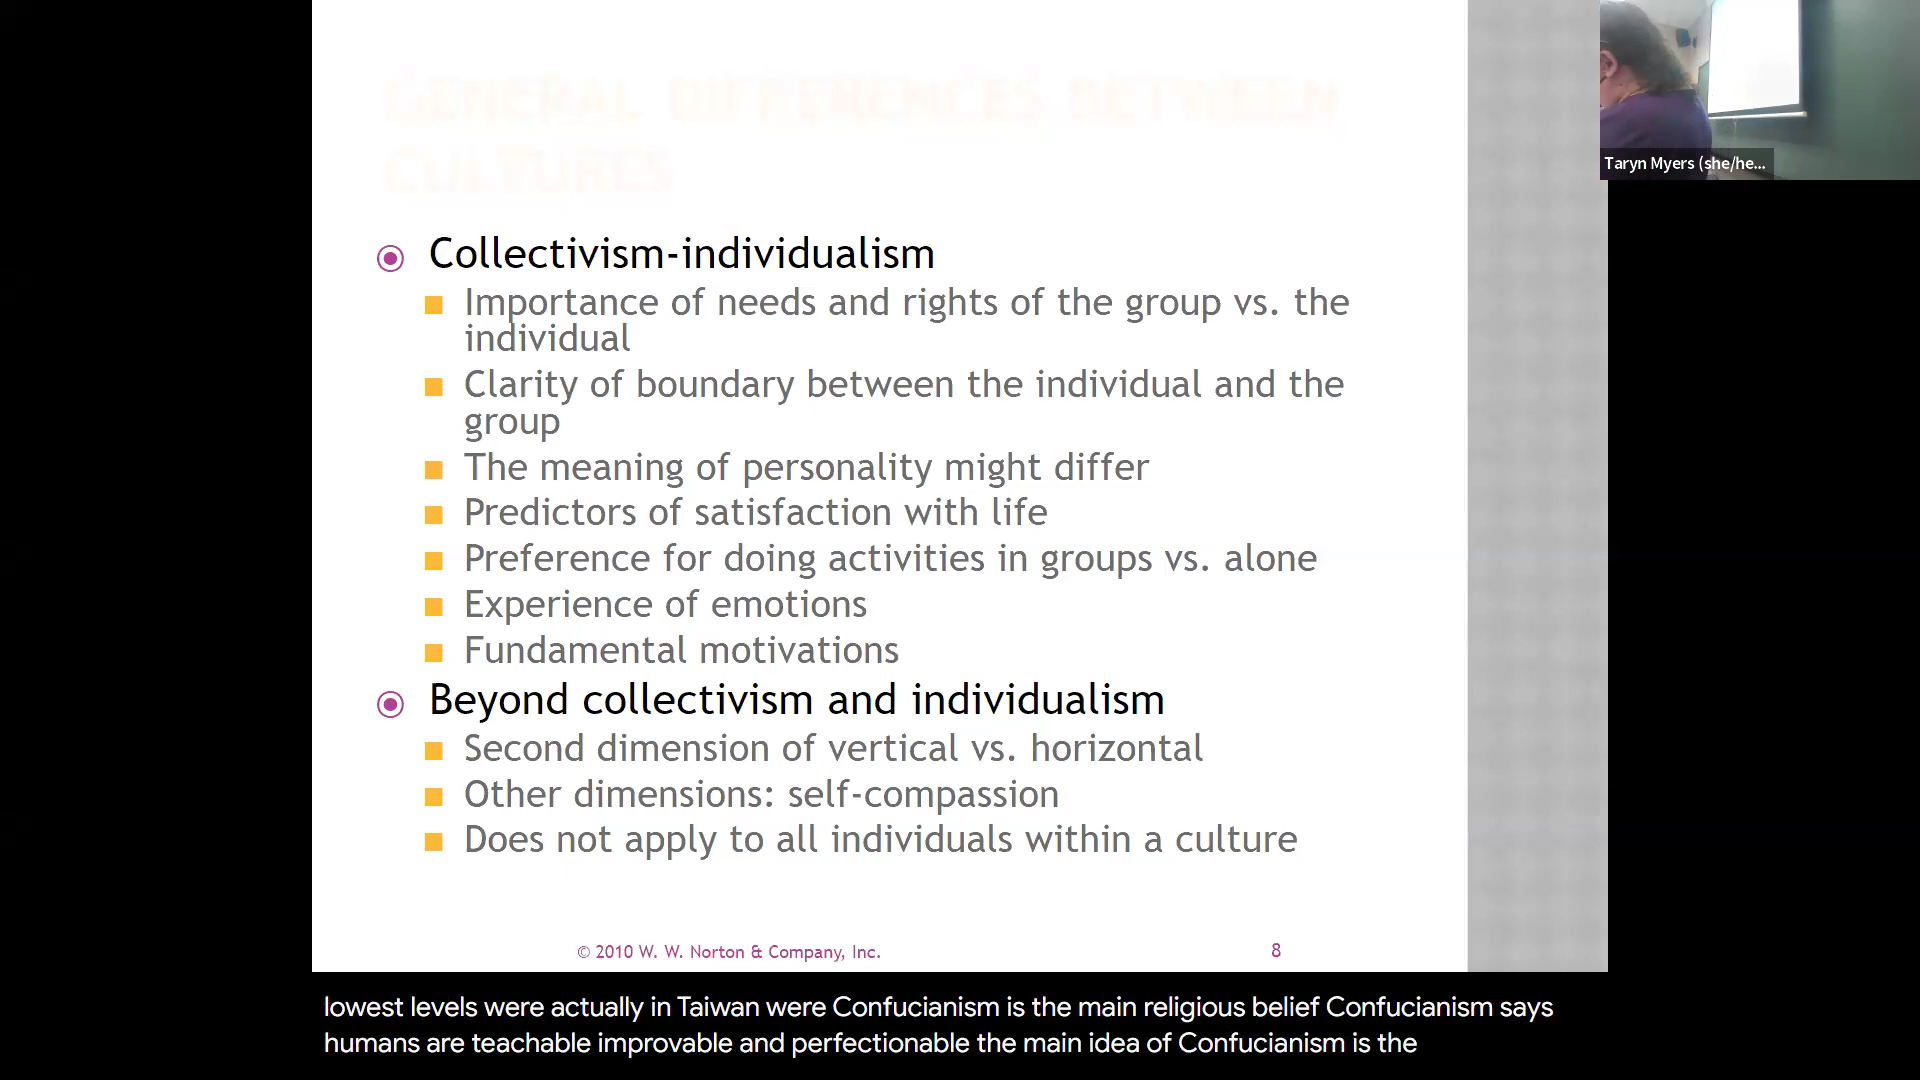 GENERAL DIFFERENCES BETWEEN
CULTURES
Taryn Myers (she/he...
Collectivism-individualism
Importance of needs and rights of the group vs. the
individual
Clarity of boundary between the individual and the
group
The meaning of personality might differ
Predictors of satisfaction with life
Preference for doing activities in groups vs. alone
Experience of emotions
Fundamental motivations
Beyond collectivism and individualism
Second dimension of vertical vs. horizontal
Other dimensions: self-compassion
Does not apply to all individuals within a culture
© 2010 W. W. Norton & Company, Inc.
8
lowest levels were actually in Taiwan were Confucianism is the main religious belief Confucianism says
humans are teachable improvable and perfectionable the main idea of Confucianism is the